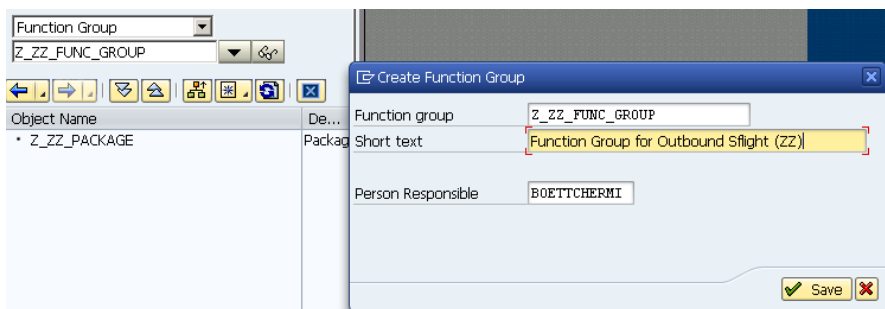 Function Group
Z_ZZ_FUNC_GROUP
Object Name De...
Z_ZZ_PACKAGE Packag
Create Function Group
Function group Z_ZZ_FUNC_GROUP
Short text Function Group for Outbound Sflight (ZZ)
Person Responsible BOETTCHERMI
Save